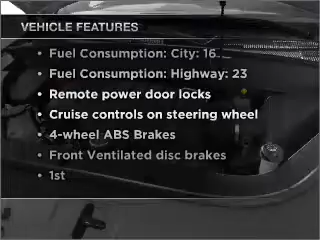 VEHICLE FEATURES
• Fuel Consumption: City: 16
• Fuel Consumption: Highway: 23
• Remote power door locks
• Cruise controls on steering wheel
• 4-wheel ABS Brakes
• Front Ventilated disc brakes
• 1st